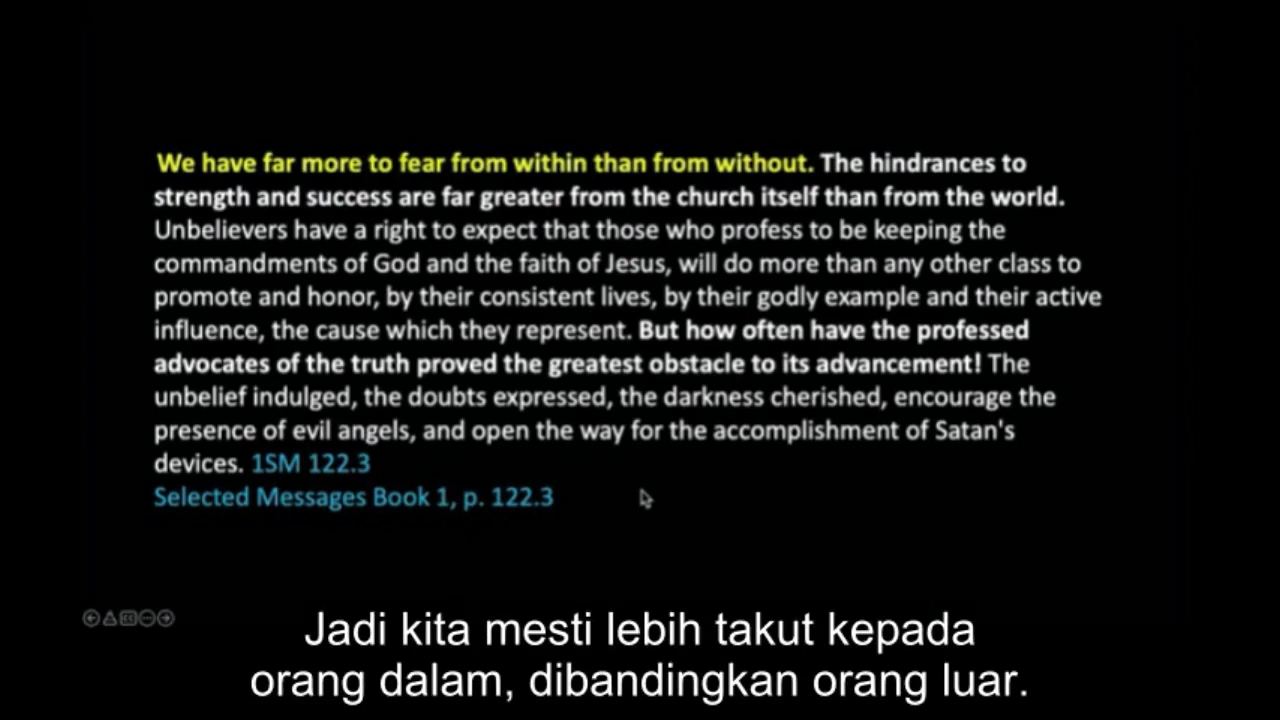 We have far more to fear from within than from without. The hindrances to
strength and success are far greater from the church itself than from the world.
Unbelievers have a right to expect that those who profess to be keeping the
commandments of God and the faith of Jesus, will do more than any other class to
promote and honor, by their consistent lives, by their godly example and their active
influence, the cause which they represent. But how often have the professed
advocates of the truth proved the greatest obstacle to its advancement! The
unbelief indulged, the doubts expressed, the darkness cherished, encourage the
presence of evil angels, and open the way for the accomplishment of Satan's
devices. 1SM 122.3
Selected Messages Book 1, p. 122.3
Jadi kita mesti lebih takut kepada
orang dalam, dibandingkan orang luar.